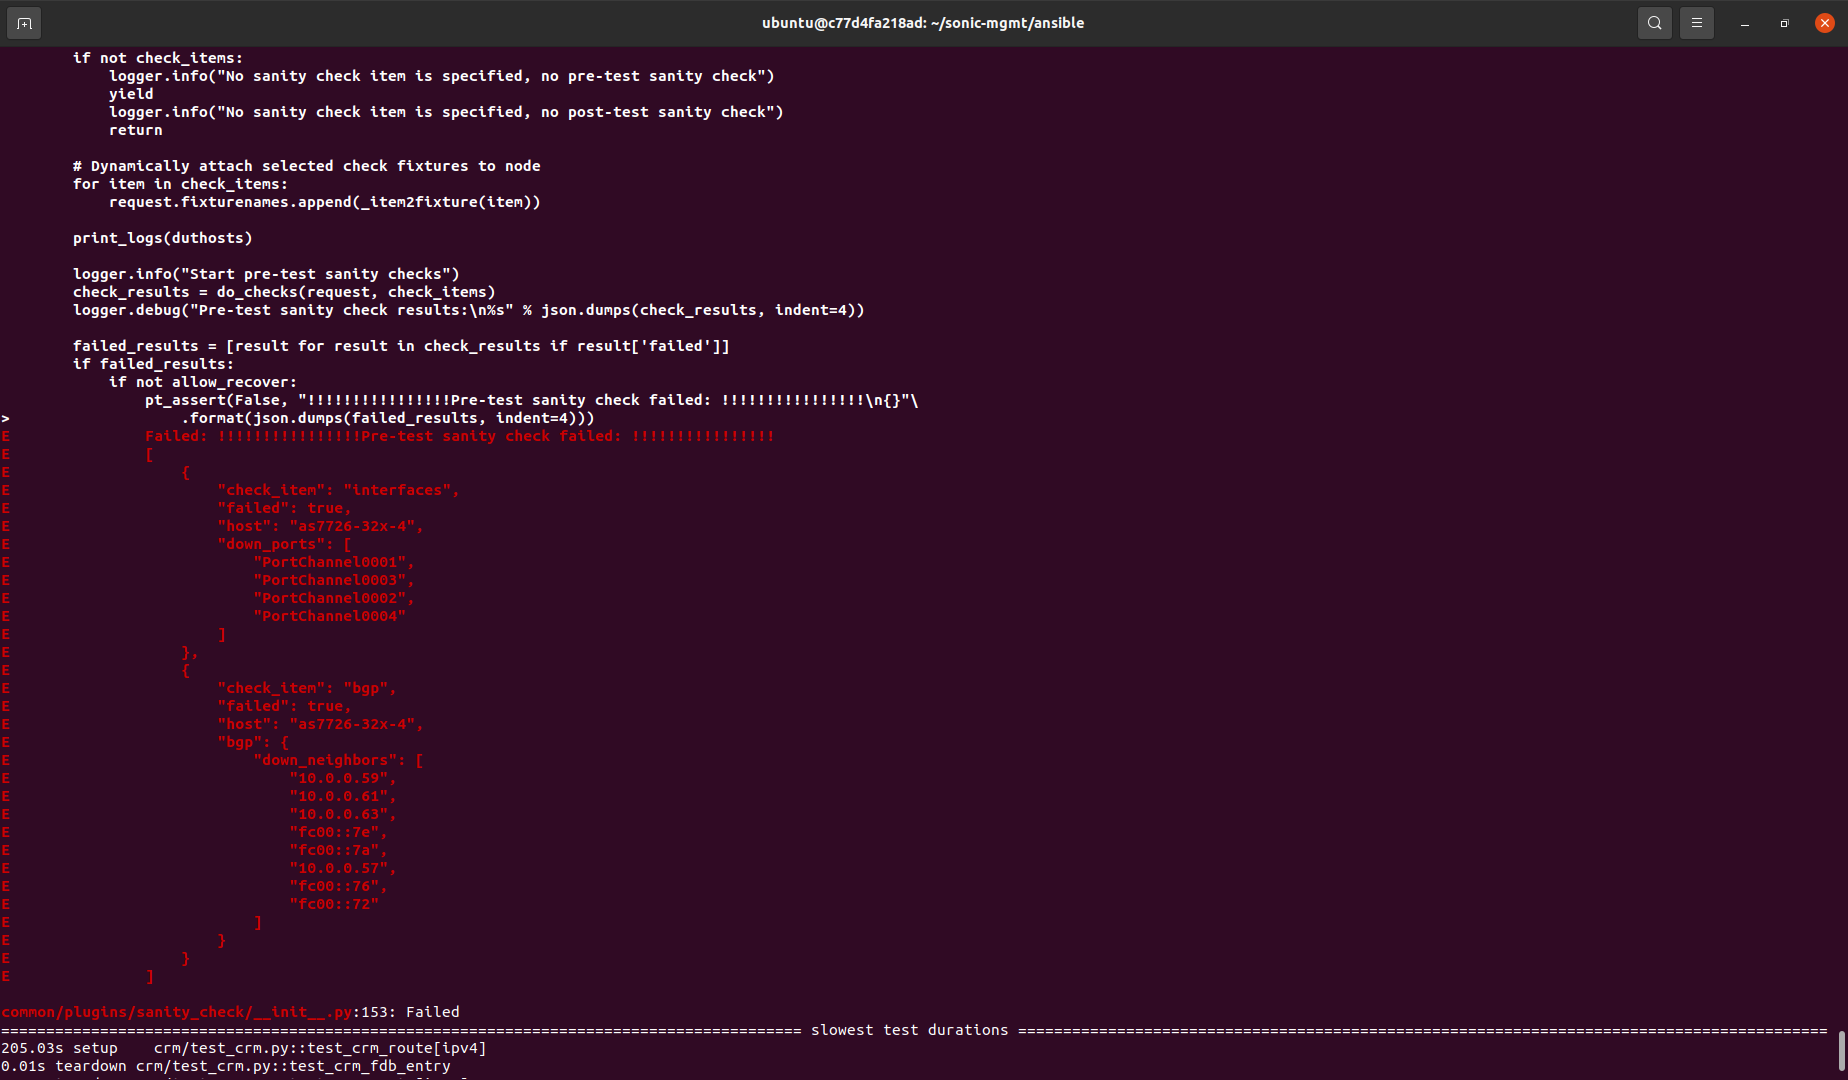 ubuntu@c77d4fa218ad: ~/sonic-mgmt/ansible
if not check_items:
logger.info("No sanity check item is specified, no pre-test sanity check")
yield
logger.info("No sanity check item is specified, no post-test sanity check")
return
# Dynamically attach selected check fixtures to node
for item in check_items:
request.fixturenames.append(_item2fixture(item))
print_logs(duthosts)
logger.info("Start pre-test sanity checks")
check_results = do_checks(request, check_items)
logger.debug("Pre-test sanity check results:\n%s" % json.dumps(check_results, indent=4))
failed_results = [result for result in check_results if result['failed']]
if failed_results:
if not allow_recover:
pt_assert(False, "!!!!!!!!!!!!!!!!Pre-test sanity check failed: !!!!!!!!!!!!!!!!\n{}"\
> .format(json.dumps(failed_results, indent=4)))
E Failed: !!!!!!!!!!!!!!!!Pre-test sanity check failed: !!!!!!!!!!!!!!!!
E [
E {
E "check_item": "interfaces",
E "failed": true,
E "host": "as7726-32x-4",
E "down_ports": [
E "PortChannel0001",
E "PortChannel0003",
E "PortChannel0002",
E "PortChannel0004"
E ]
E },
E {
E "check_item": "bgp",
E "failed": true,
E "host": "as7726-32x-4",
E "bgp": {
E "down_neighbors": [
E "10.0.0.59",
E "10.0.0.61",
E "10.0.0.63",
E "fc00::7e",
E "fc00::7a",
E "10.0.0.57",
E "fc00::76",
E "fc00::72"
E ]
E }
E }
E ]
common/plugins/sanity_check/__init__.py:153: Failed
========================================================================================= slowest test durations ==========================================================================================
205.03s setup    crm/test_crm.py::test_crm_route[ipv4]
0.01s teardown crm/test_crm.py::test_crm_fdb_entry